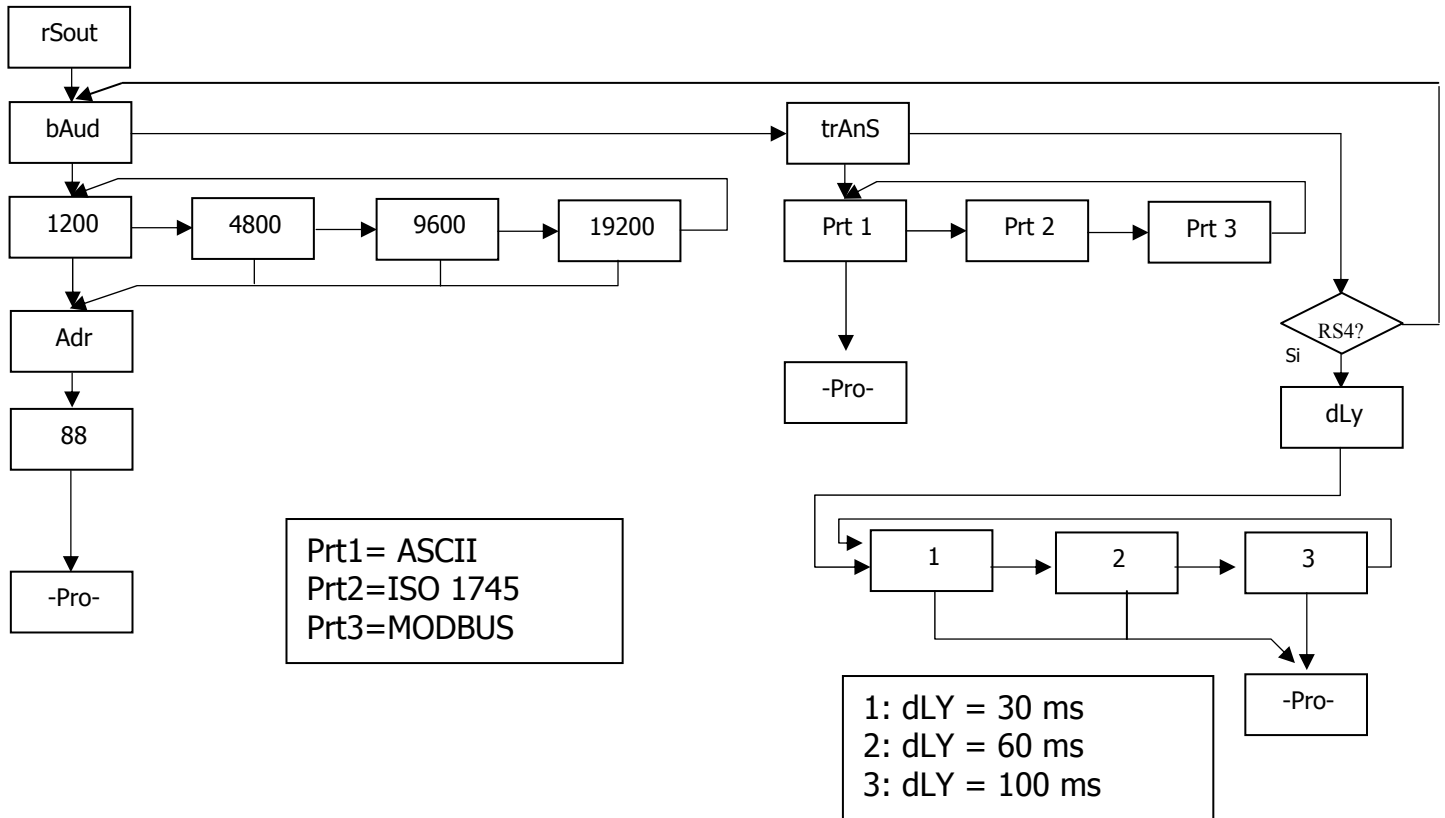 rSout
bAud
trAnS
1200
4800
9600
19200
Prt 1
Prt 2
Prt 3
Adr
RS4?
Si
-Pro-
dLy
88
Prt1= ASCII
Prt2=ISO 1745
Prt3=MODBUS
1
2
3
-Pro-
-Pro-
1: dLY = 30 ms
2: dLY = 60 ms
3: dLY = 100 ms